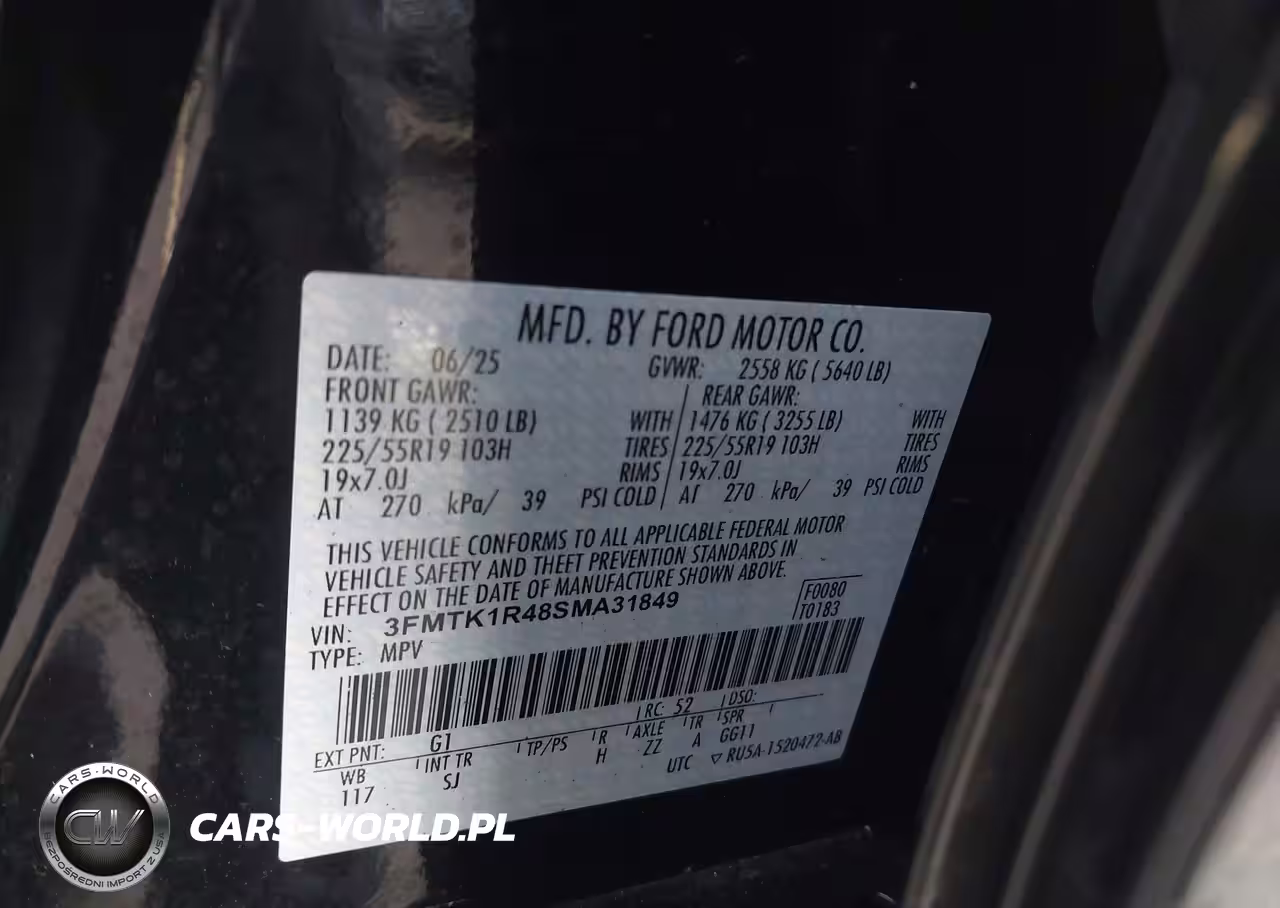 MFD. BY FORD MOTOR CO.
DATE: 06/25 GVWR: 2558 KG ( 5640 LB)
FRONT GAWR: REAR GAWR:
1139 KG ( 2510 LB) WITH 1476 KG ( 3255 LB) WITH
225/55R19 103H TIRES 225/55R19 103H TIRES
19x7.0J RIMS 19x7.0J RIMS
AT 270 kPa/ 39 PSI COLD AT 270 kPa/ 39 PSI COLD
THIS VEHICLE CONFORMS TO ALL APPLICABLE FEDERAL MOTOR
VEHICLE SAFETY AND THEFT PREVENTION STANDARDS IN
EFFECT ON THE DATE OF MANUFACTURE SHOWN ABOVE.
VIN: 3FMTK1R48SMA31849 F0080
TYPE: MPV T0183
EXT PNT: G1 RC: 52 DSO:
WB INT TR TP/PS R AXLE TR SPR
117 SJ H ZZ A GG11
UTC ▽ RU5A-1520472-AB
CARS-WORLD
CW
BEZPOŚREDNI IMPORT Z USA
CARS-WORLD.PL